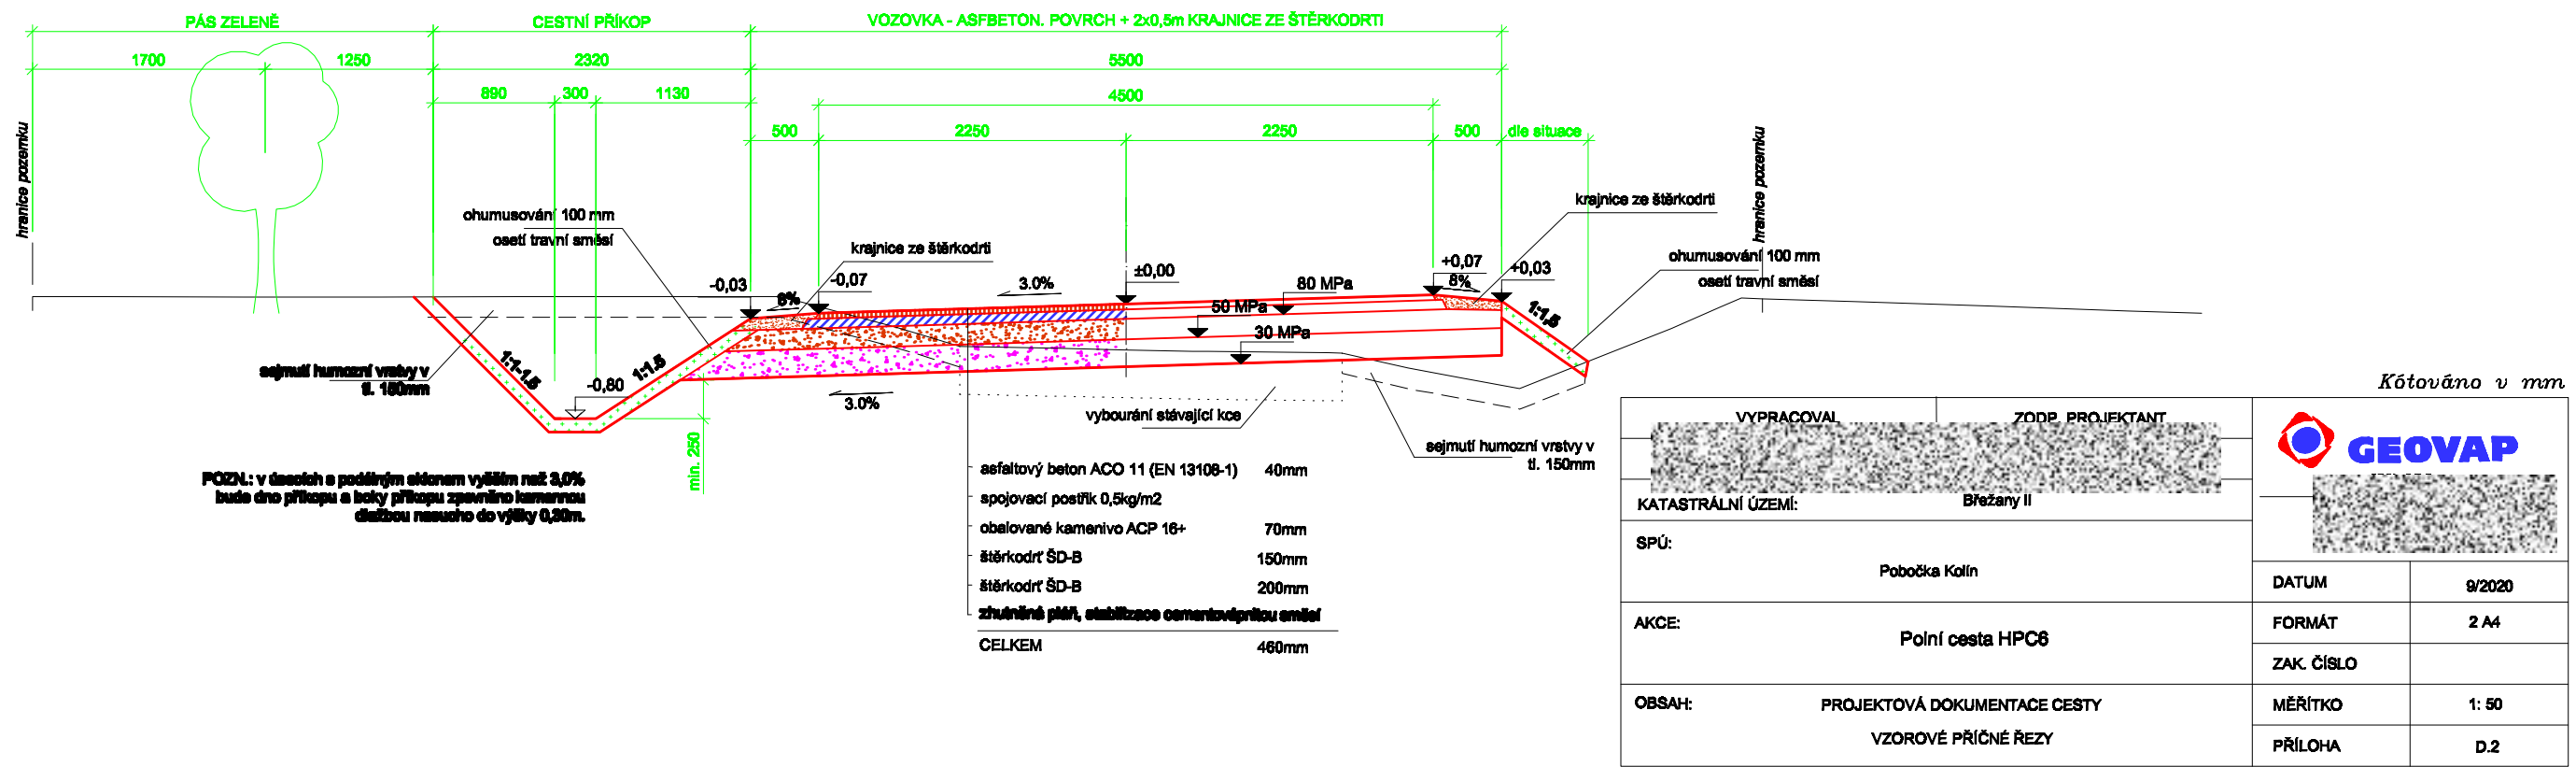 PÁS ZELENĚ
CESTNÍ PŘÍKOP
VOZOVKA - ASFBETON. POVRCH + 2x0,5m KRAJNICE ZE ŠTĚRKODRTI
1700
1250
2320
5500
890
300
1130
4500
500
2250
2250
500
dle situace
hranice pozemku
hranice pozemku
ohumusování 100 mm
osetí travní směsí
krajnice ze štěrkodrti
krajnice ze štěrkodrti
ohumusování 100 mm
osetí travní směsí
-0,03
8%
-0,07
3.0%
±0,00
80 MPa
50 MPa
30 MPa
+0,07
8%
+0,03
1:1,5
sejmutí humozní vrstvy v
tl. 150mm
1:1-1.5
-0,80
1:1.5
3.0%
min. 250
vybourání stávající kce
sejmutí humozní vrstvy v
tl. 150mm
POZN.: v úsecích s podélným sklonem vyšším než 3,0%
bude dno příkopu a boky příkopu zpevněno kamennou
dlažbou nasucho do výšky 0,30m.
asfaltový beton ACO 11 (EN 13108-1) 40mm
spojovací postřik 0,5kg/m2
obalované kamenivo ACP 16+ 70mm
štěrkodrť ŠD-B 150mm
štěrkodrť ŠD-B 200mm
zhutněná pláň, stabilizace cementovápnitou směsí
CELKEM 460mm
Kótováno v mm
VYPRACOVAL
ZODP. PROJEKTANT
GEOVAP
KATASTRÁLNÍ ÚZEMÍ: Břežany II
SPÚ:
Pobočka Kolín
DATUM 9/2020
AKCE:
Polní cesta HPC6
FORMÁT 2 A4
ZAK. ČÍSLO
OBSAH: PROJEKTOVÁ DOKUMENTACE CESTY
VZOROVÉ PŘÍČNÉ ŘEZY
MĚŘÍTKO 1: 50
PŘÍLOHA D.2